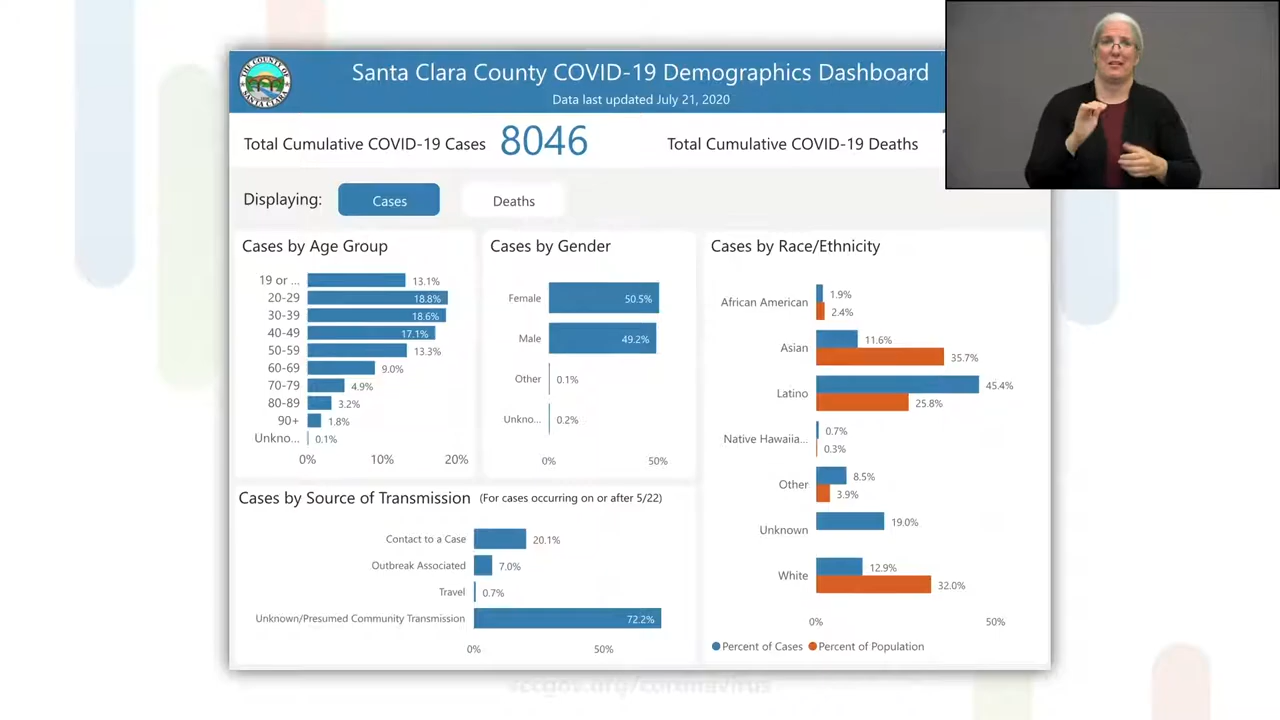 Santa Clara County COVID-19 Demographics Dashboard
Data last updated July 21, 2020
THE COUNTY OF SANTA CLARA
Total Cumulative COVID-19 Cases 8046
Total Cumulative COVID-19 Deaths
Displaying: Cases Deaths
Cases by Age Group
19 or ... 13.1%
20-29 18.8%
30-39 18.6%
40-49 17.1%
50-59 13.3%
60-69 9.0%
70-79 4.9%
80-89 3.2%
90+ 1.8%
Unkno... 0.1%
0% 10% 20%
Cases by Gender
Female 50.5%
Male 49.2%
Other 0.1%
Unkno... 0.2%
0% 50%
Cases by Race/Ethnicity
African American 1.9%
2.4%
Asian 11.6%
35.7%
Latino 45.4%
25.8%
Native Hawaiia... 0.7%
0.3%
Other 8.5%
3.9%
Unknown 19.0%
White 12.9%
32.0%
0% 50%
Percent of Cases Percent of Population
Cases by Source of Transmission (For cases occurring on or after 5/22)
Contact to a Case 20.1%
Outbreak Associated 7.0%
Travel 0.7%
Unknown/Presumed Community Transmission 72.2%
0% 50%
sccgov.org/coronavirus